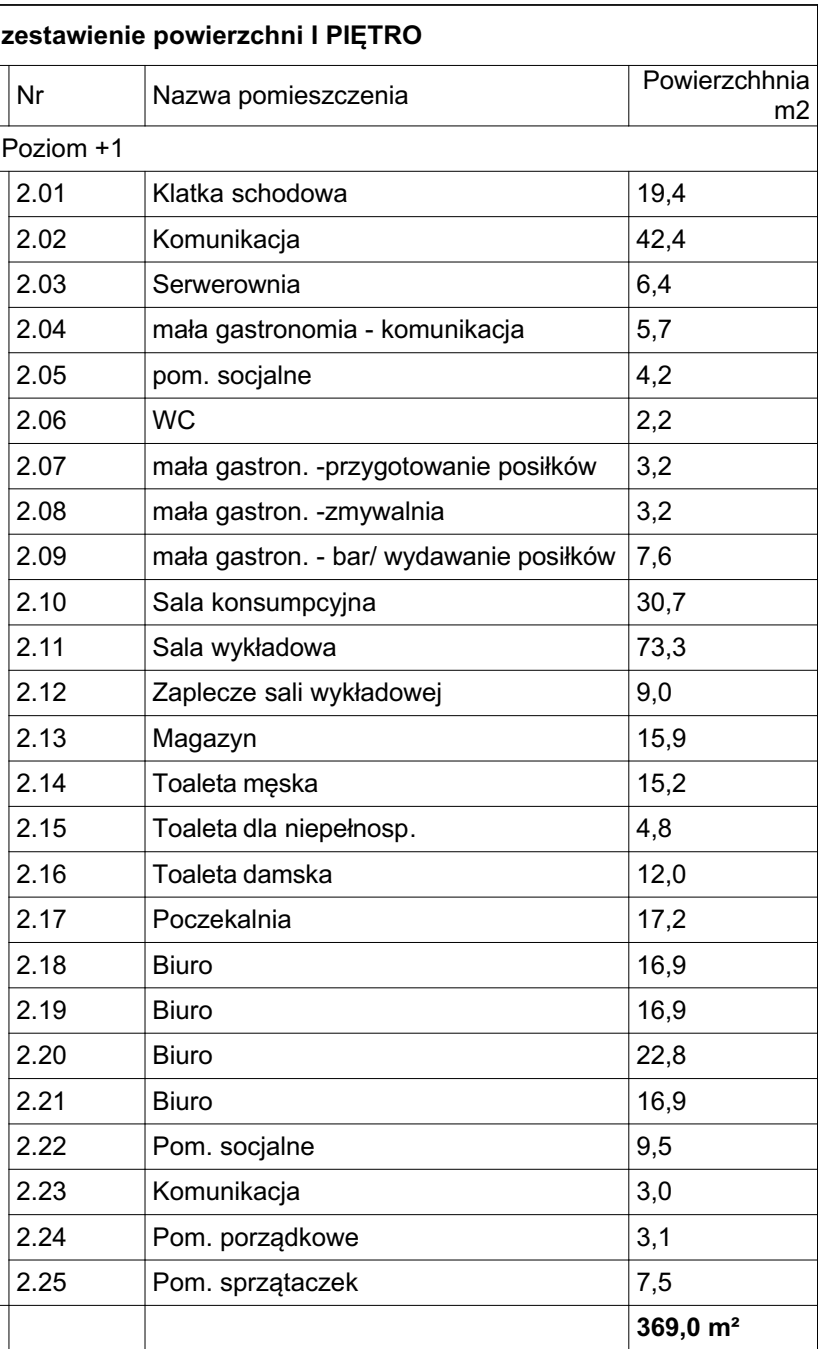 zestawienie powierzchni I PIĘTRO
Nr Nazwa pomieszczenia Powierzchhnia
m2
Poziom +1
2.01 Klatka schodowa 19,4
2.02 Komunikacja 42,4
2.03 Serwerownia 6,4
2.04 mała gastronomia - komunikacja 5,7
2.05 pom. socjalne 4,2
2.06 WC 2,2
2.07 mała gastron. -przygotowanie posiłków 3,2
2.08 mała gastron. -zmywalnia 3,2
2.09 mała gastron. - bar/ wydawanie posiłków 7,6
2.10 Sala konsumpcyjna 30,7
2.11 Sala wykładowa 73,3
2.12 Zaplecze sali wykładowej 9,0
2.13 Magazyn 15,9
2.14 Toaleta męska 15,2
2.15 Toaleta dla niepełnosp. 4,8
2.16 Toaleta damska 12,0
2.17 Poczekalnia 17,2
2.18 Biuro 16,9
2.19 Biuro 16,9
2.20 Biuro 22,8
2.21 Biuro 16,9
2.22 Pom. socjalne 9,5
2.23 Komunikacja 3,0
2.24 Pom. porządkowe 3,1
2.25 Pom. sprzątaczek 7,5
369,0 m²